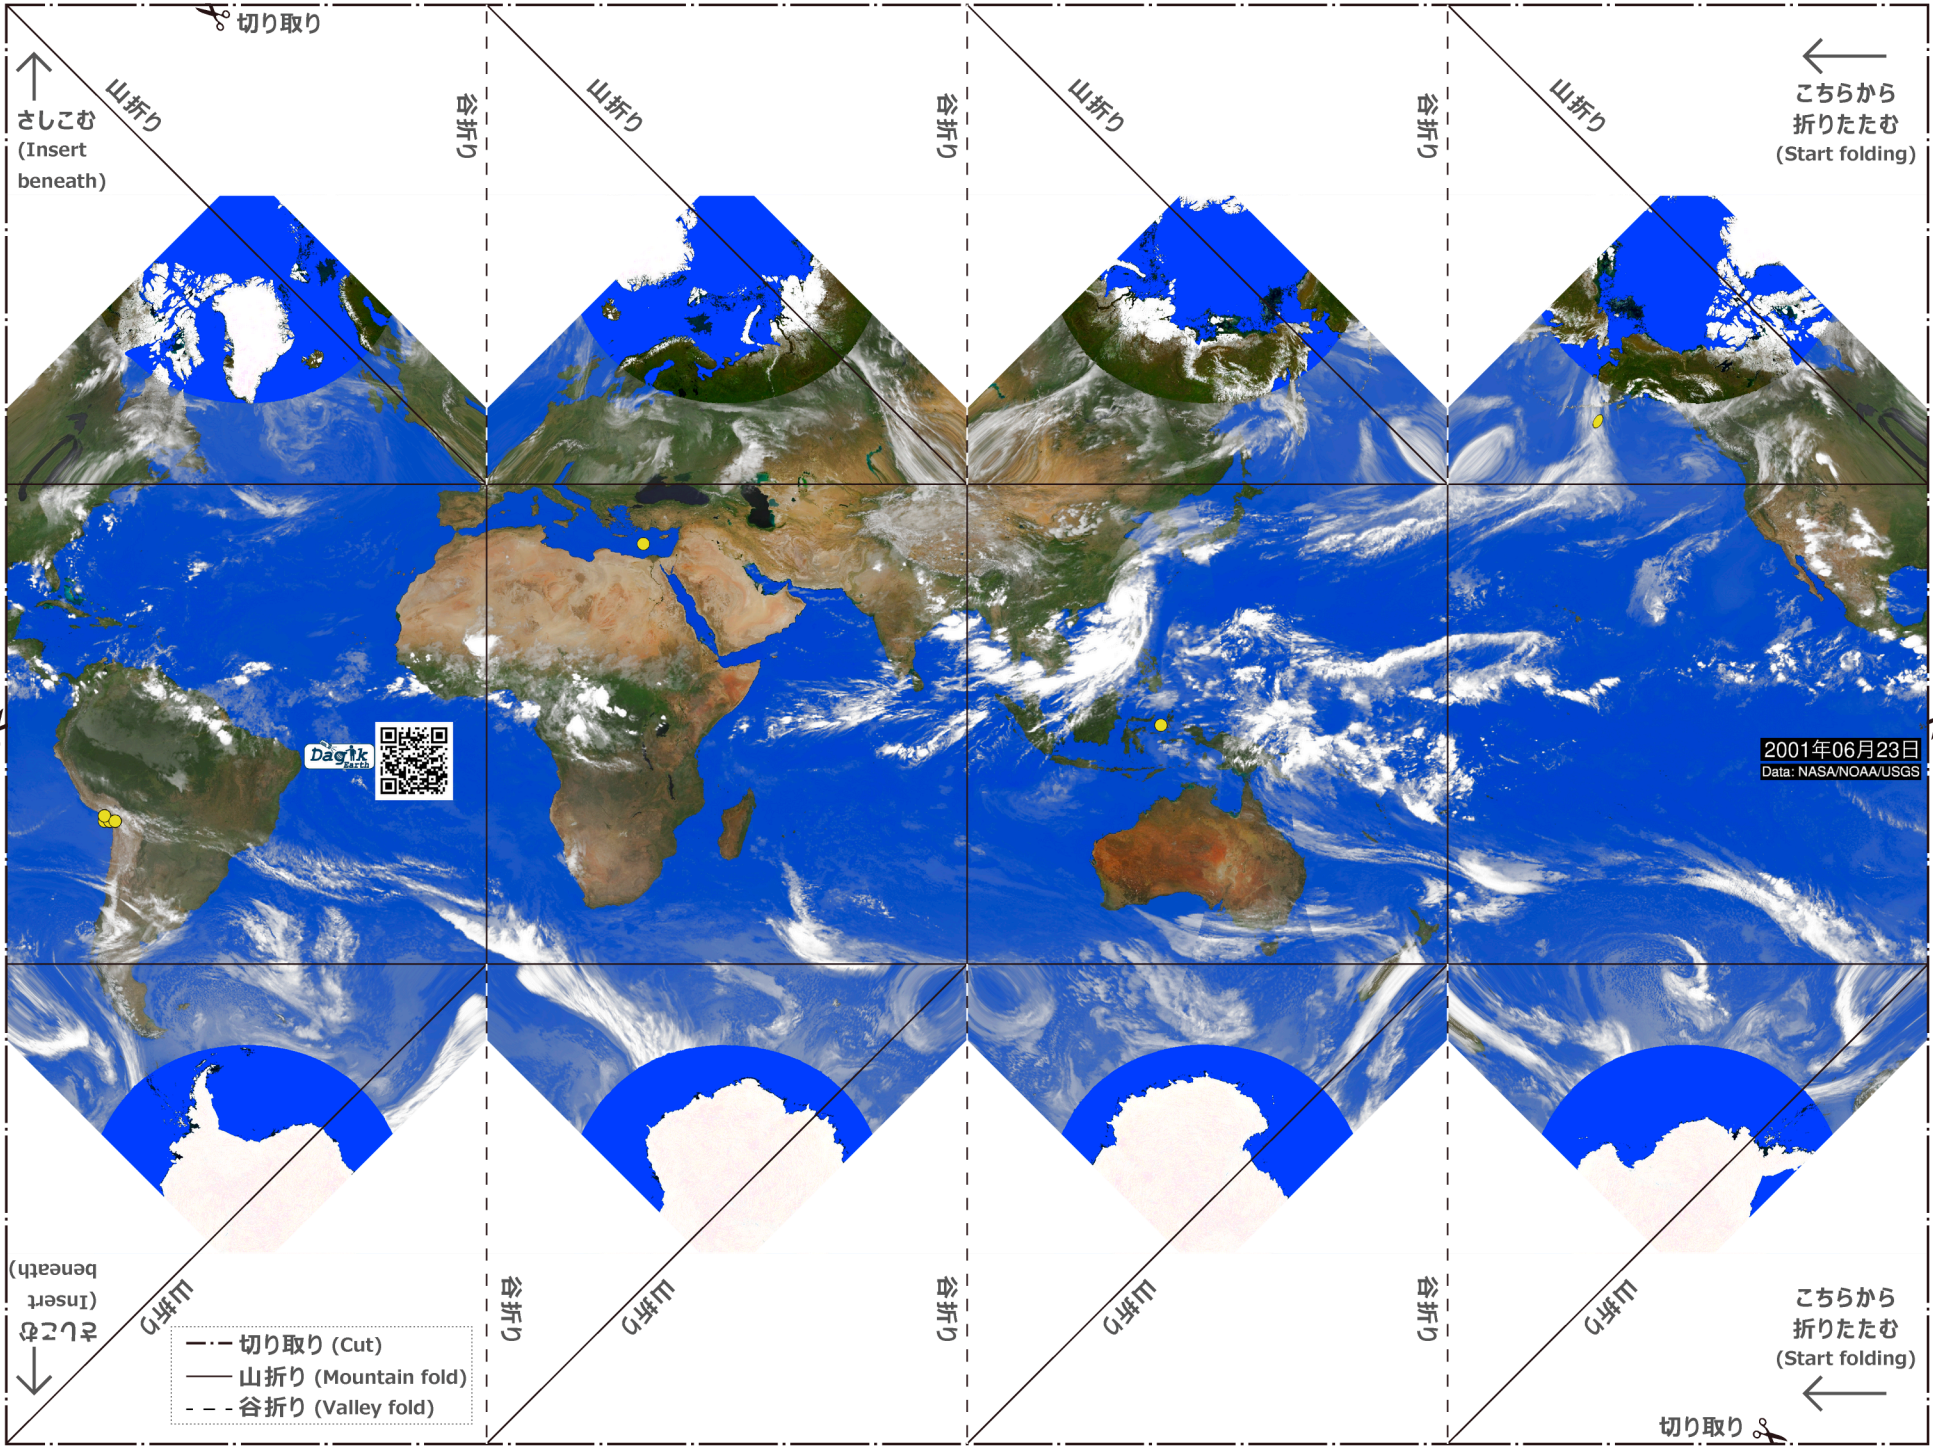 切り取り
さしこむ
(Insert
beneath)
山折り
谷折り
山折り
谷折り
山折り
谷折り
山折り
こちらから
折りたたむ
(Start folding)
Dagik
Earth
2001年06月23日
Data: NASA/NOAA/USGS
さしこむ
(Insert
beneath)
山折り
谷折り
山折り
谷折り
山折り
谷折り
山折り
こちらから
折りたたむ
(Start folding)
切り取り (Cut)
山折り (Mountain fold)
谷折り (Valley fold)
切り取り